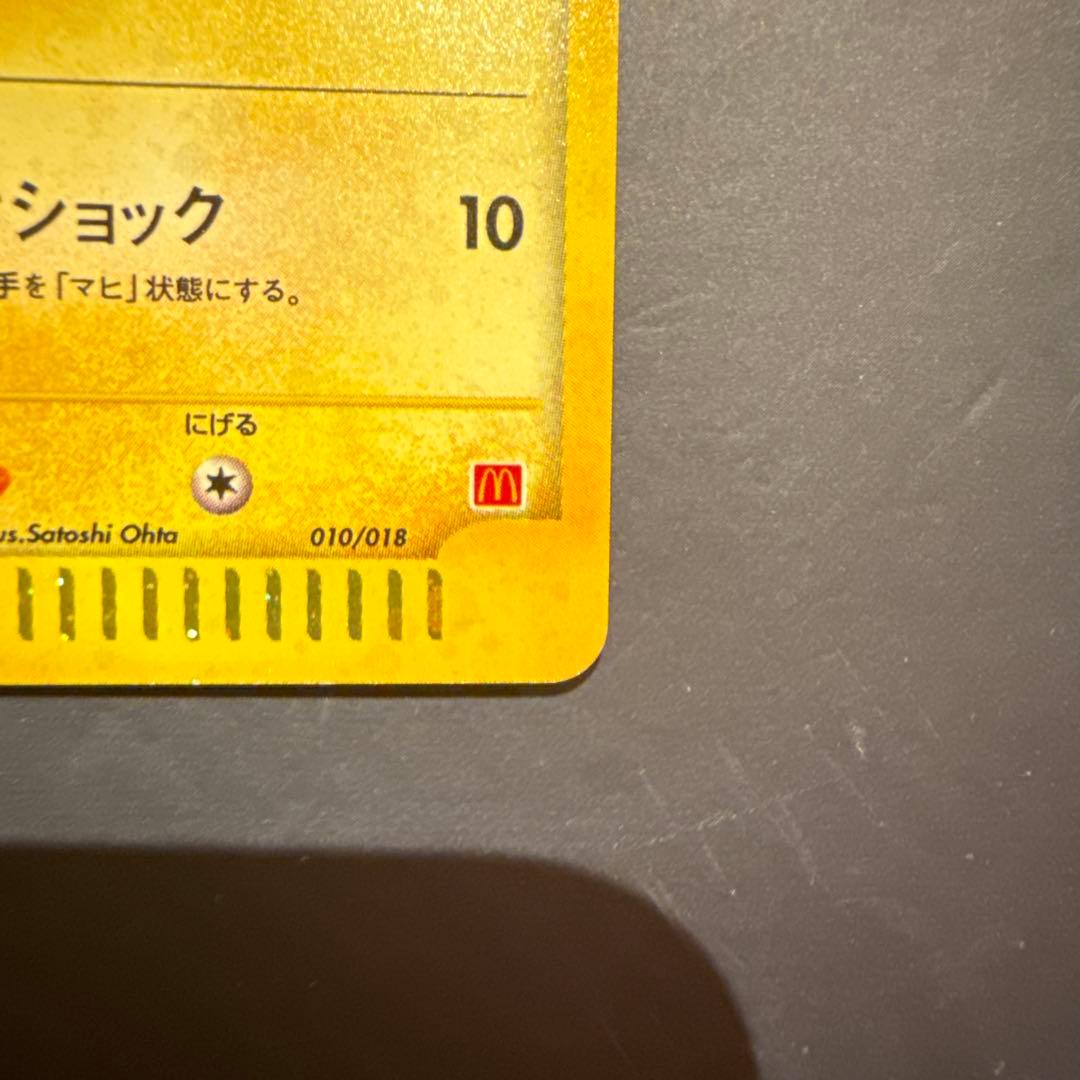 ショック 10
手を「マヒ」状態にする。
にげる
us.Satoshi Ohta 010/018